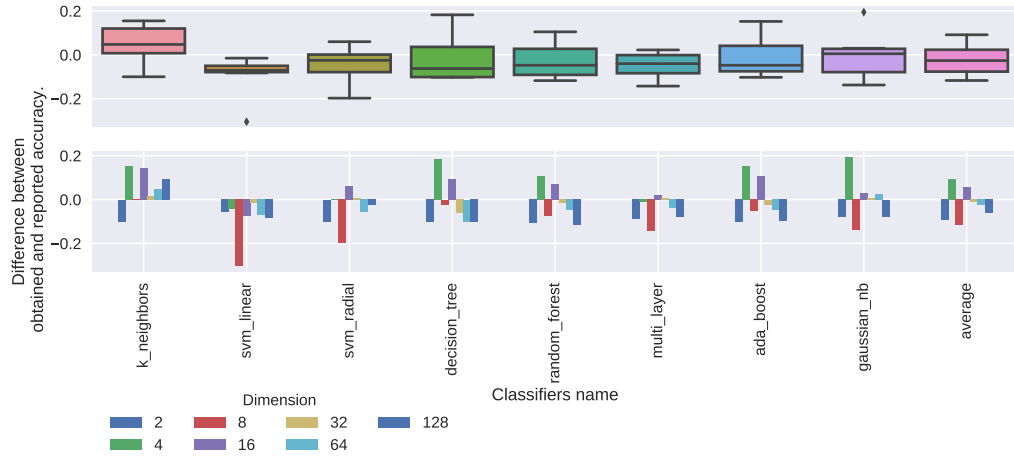 Difference between
obtained and reported accuracy.
0.2
0.0
−0.2
0.2
0.0
−0.2
k_neighbors
svm_linear
svm_radial
decision_tree
random_forest
multi_layer
ada_boost
gaussian_nb
average
Classifiers name
Dimension
2 8 32 128
4 16 64